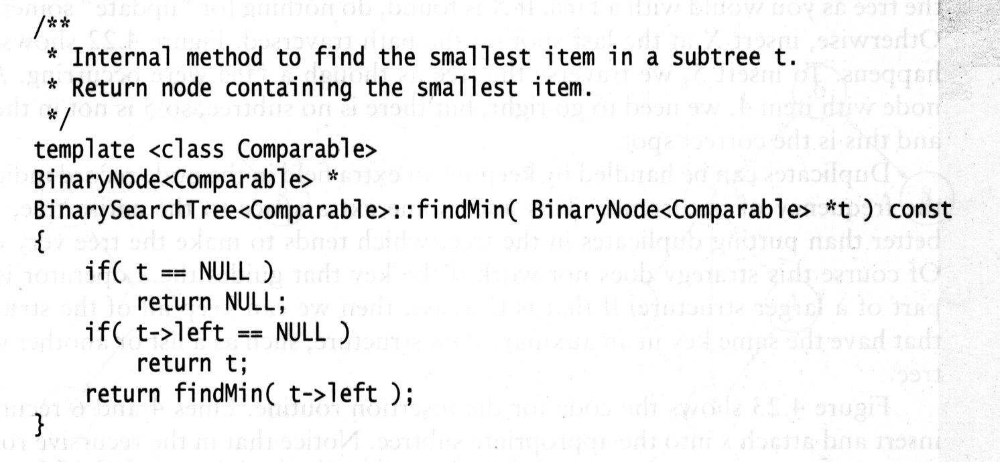 /**
 * Internal method to find the smallest item in a subtree t.
 * Return node containing the smallest item.
 */
template <class Comparable>
BinaryNode<Comparable> *
BinarySearchTree<Comparable>::findMin( BinaryNode<Comparable> *t ) const
{
    if( t == NULL )
        return NULL;
    if( t->left == NULL )
        return t;
    return findMin( t->left );
}